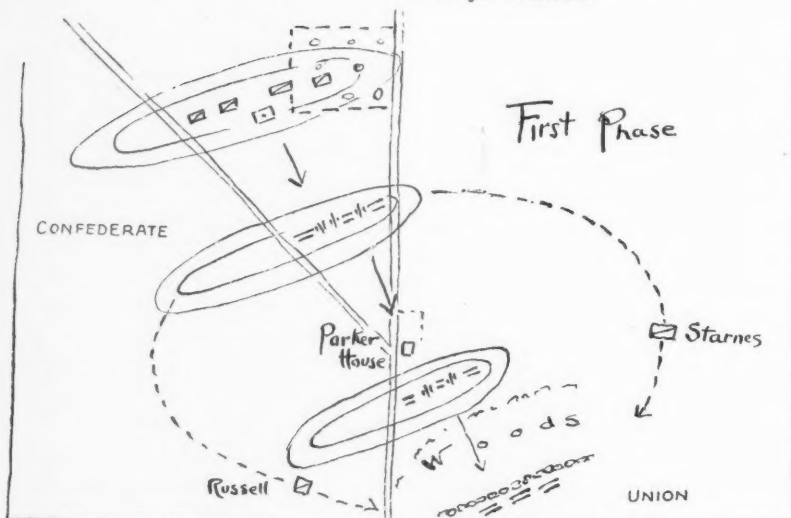 First Phase
CONFEDERATE
Parker
House
Starnes
Woods
Russell
UNION